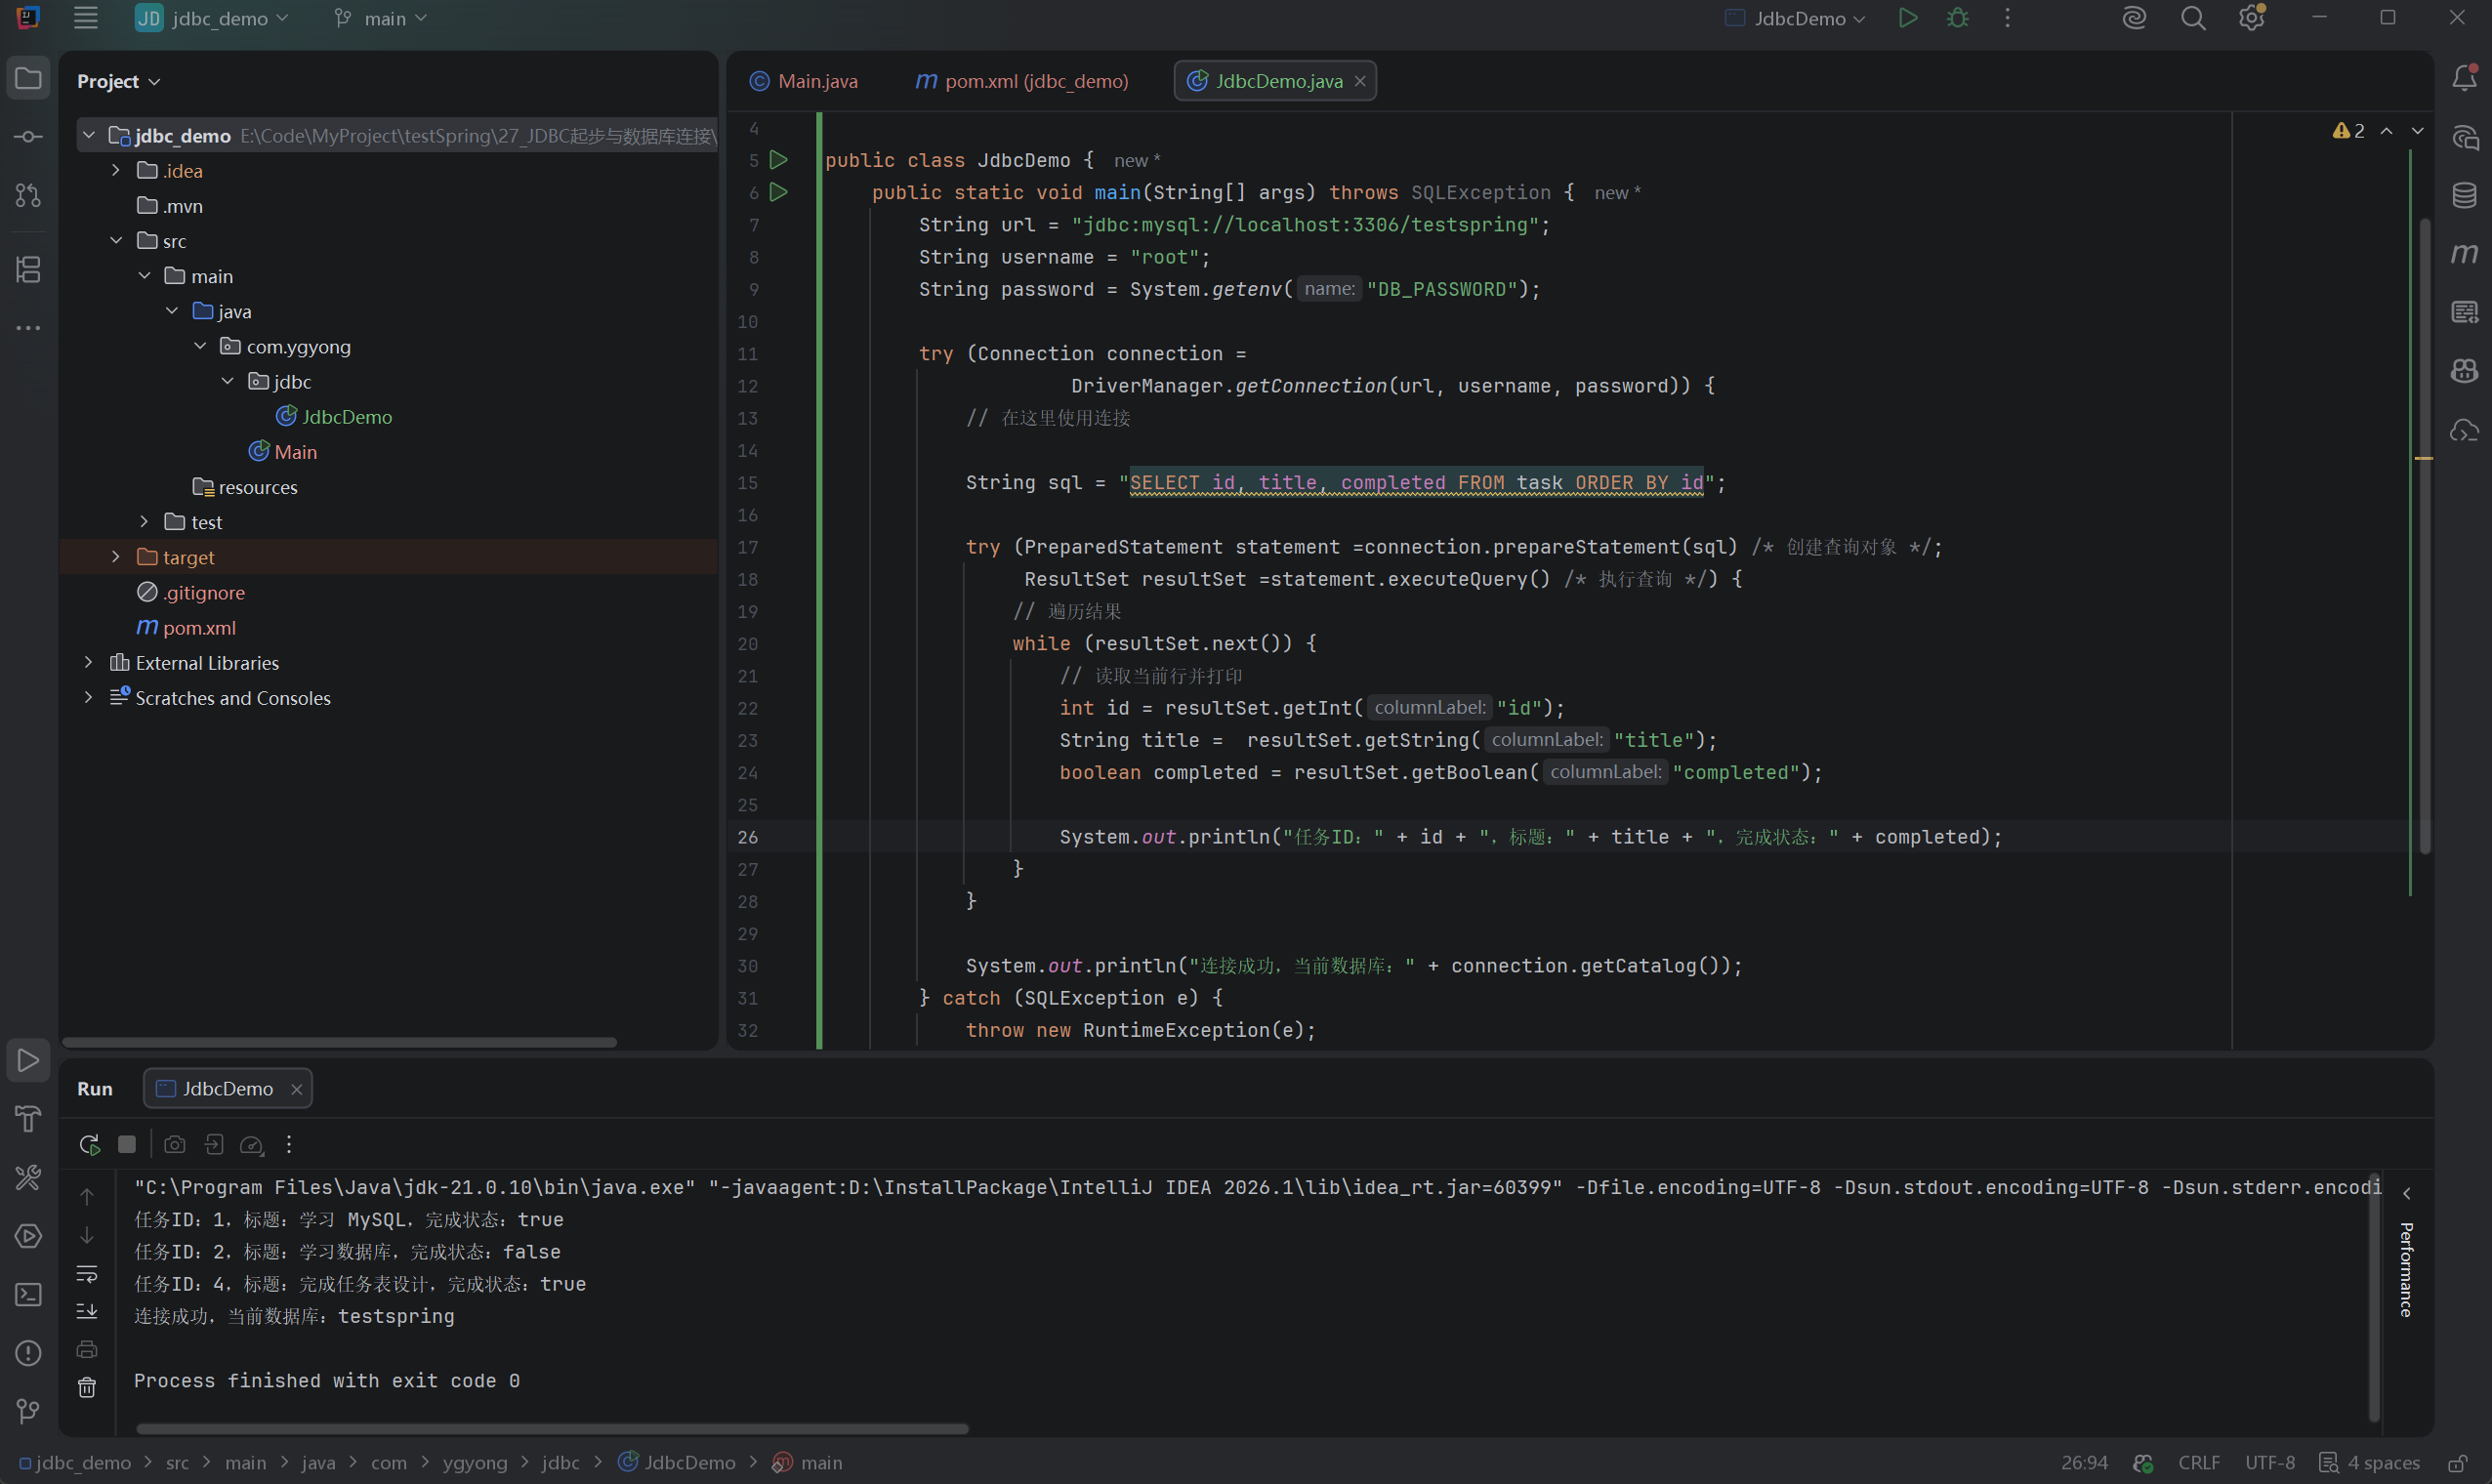 JD jdbc_demo main JdbcDemo
Project
jdbc_demo E:\Code\MyProject\testSpring\27_JDBC起步与数据库连接\
.idea
.mvn
src
main
java
com.ygyong
jdbc
JdbcDemo
Main
resources
test
target
.gitignore
m pom.xml
External Libraries
Scratches and Consoles
Main.java m pom.xml (jdbc_demo) JdbcDemo.java
2
4
5 public class JdbcDemo { new *
6 public static void main(String[] args) throws SQLException { new *
7 String url = "jdbc:mysql://localhost:3306/testspring";
8 String username = "root";
9 String password = System.getenv( name: "DB_PASSWORD");
10
11 try (Connection connection =
12 DriverManager.getConnection(url, username, password)) {
13 // 在这里使用连接
14
15 String sql = "SELECT id, title, completed FROM task ORDER BY id";
16
17 try (PreparedStatement statement =connection.prepareStatement(sql) /* 创建查询对象 */;
18 ResultSet resultSet =statement.executeQuery() /* 执行查询 */) {
19 // 遍历结果
20 while (resultSet.next()) {
21 // 读取当前行并打印
22 int id = resultSet.getInt( columnLabel: "id");
23 String title =  resultSet.getString( columnLabel: "title");
24 boolean completed = resultSet.getBoolean( columnLabel: "completed");
25
26 System.out.println("任务ID：" + id + "，标题：" + title + "，完成状态：" + completed);
27 }
28 }
29
30 System.out.println("连接成功，当前数据库：" + connection.getCatalog());
31 } catch (SQLException e) {
32 throw new RuntimeException(e);
Run JdbcDemo
"C:\Program Files\Java\jdk-21.0.10\bin\java.exe" "-javaagent:D:\InstallPackage\IntelliJ IDEA 2026.1\lib\idea_rt.jar=60399" -Dfile.encoding=UTF-8 -Dsun.stdout.encoding=UTF-8 -Dsun.stderr.encodi
任务ID：1，标题：学习 MySQL，完成状态：true
任务ID：2，标题：学习数据库，完成状态：false
任务ID：4，标题：完成任务表设计，完成状态：true
连接成功，当前数据库：testspring
Process finished with exit code 0
Performance
jdbc_demo > src > main > java > com > ygyong > jdbc > JdbcDemo > main
26:94 CRLF UTF-8 4 spaces